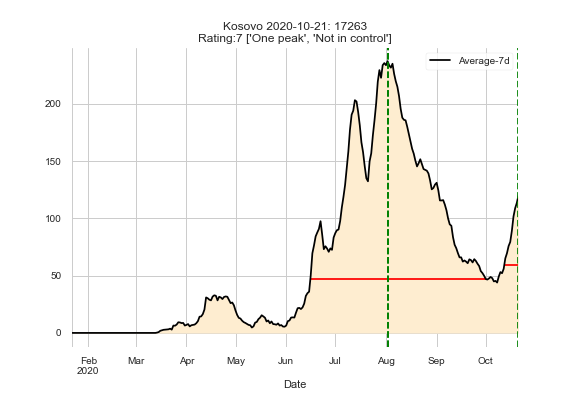 Kosovo 2020-10-21: 17263
Rating:7 ['One peak', 'Not in control']
Average-7d
200
150
100
50
0
Feb Mar Apr May Jun Jul Aug Sep Oct
2020
Date